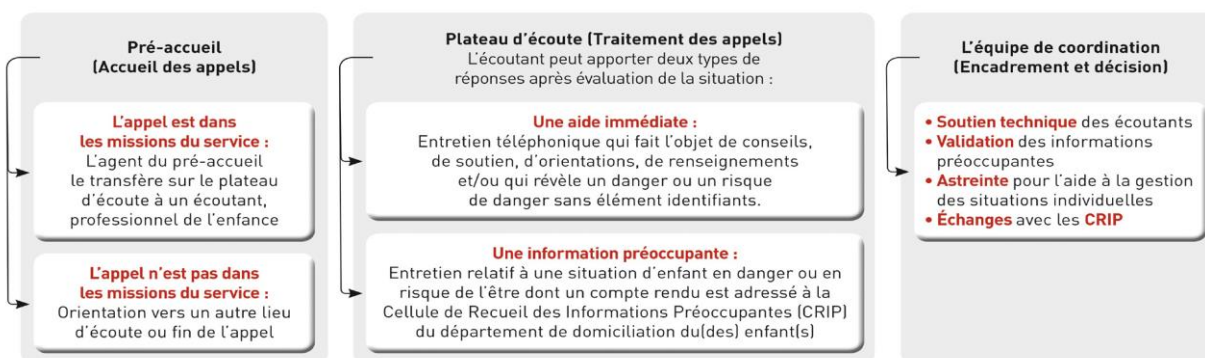 Pré-accueil
(Accueil des appels)
L'appel est dans
les missions du service :
L'agent du pré-accueil
le transfère sur le plateau
d'écoute à un écoutant,
professionnel de l'enfance
L'appel n'est pas dans
les missions du service :
Orientation vers un autre lieu
d'écoute ou fin de l'appel
Plateau d'écoute (Traitement des appels)
L'écoutant peut apporter deux types de
réponses après évaluation de la situation :
Une aide immédiate :
Entretien téléphonique qui fait l'objet de conseils,
de soutien, d'orientations, de renseignements
et/ou qui révèle un danger ou un risque
de danger sans élément identifiants.
Une information préoccupante :
Entretien relatif à une situation d'enfant en danger ou en
risque de l'être dont un compte rendu est adressé à la
Cellule de Recueil des Informations Préoccupantes (CRIP)
du département de domiciliation du(des) enfant(s)
L'équipe de coordination
(Encadrement et décision)
• Soutien technique des écoutants
• Validation des informations
préoccupantes
• Astreinte pour l'aide à la gestion
des situations individuelles
• Échanges avec les CRIP